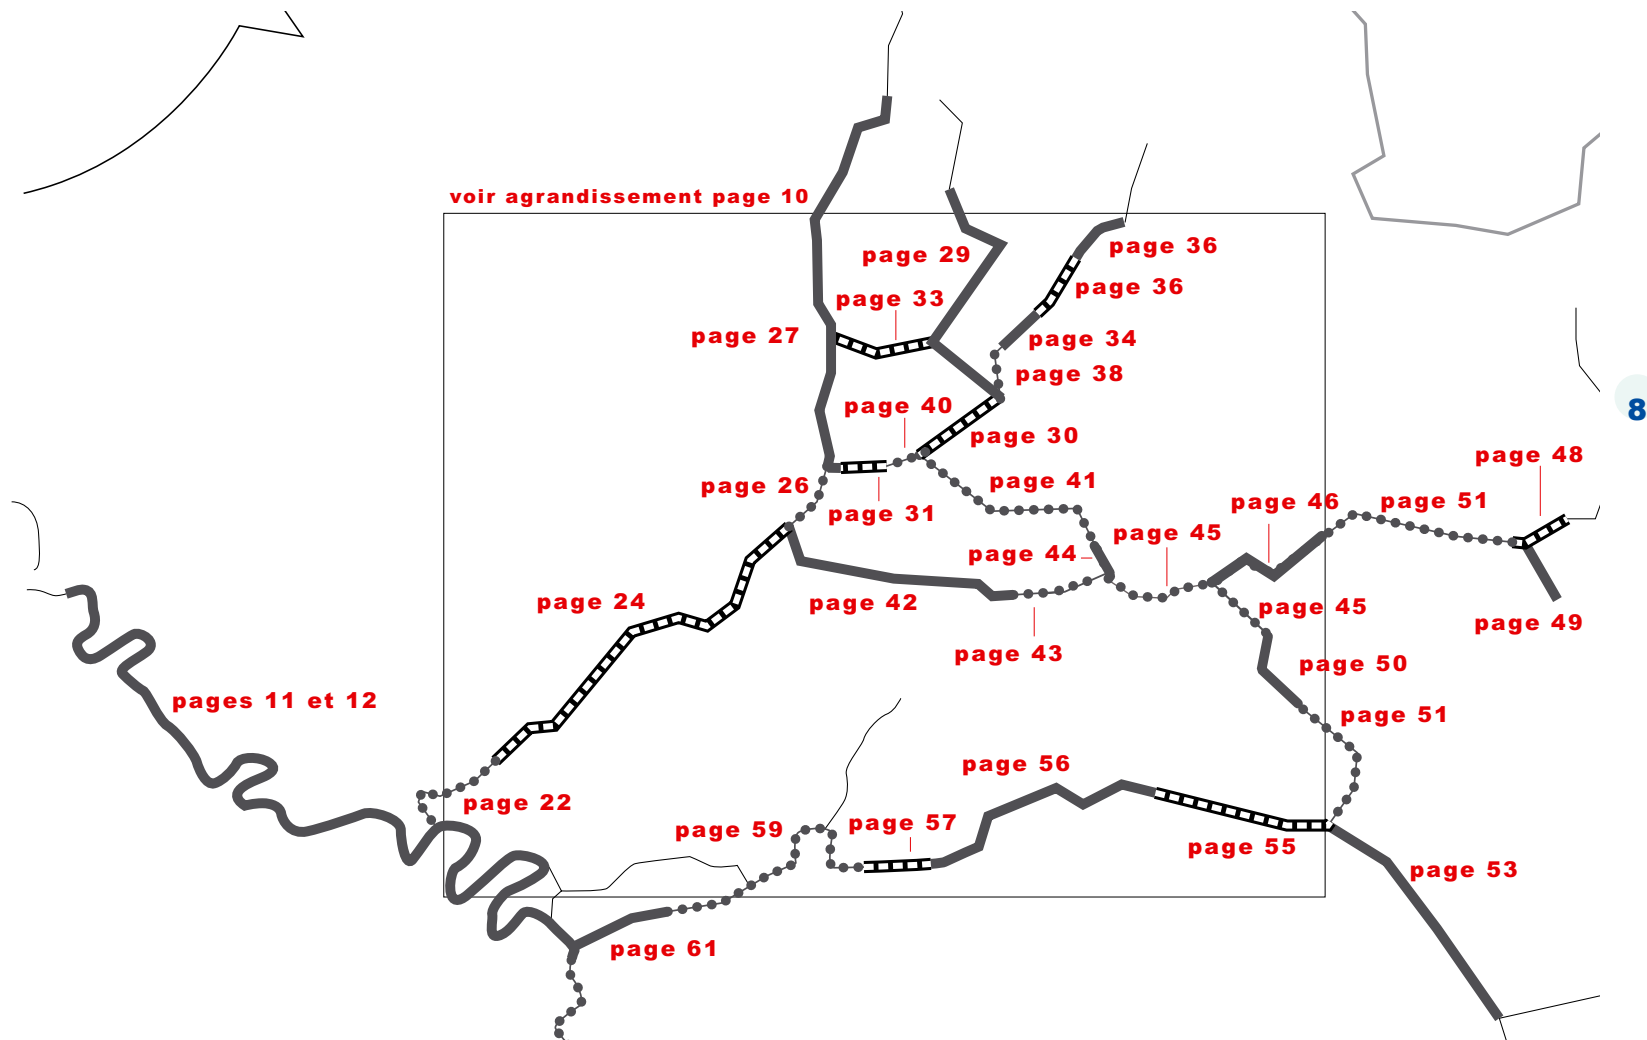 voir agrandissement page 10
page 29
page 36
page 36
page 33
page 27
page 34
page 38
page 40
page 30
page 48
page 26
page 41
page 46
page 51
page 31
page 45
page 44
page 24
page 42
page 45
page 49
page 43
page 50
pages 11 et 12
page 51
page 56
page 22
page 59
page 57
page 55
page 53
page 61
8